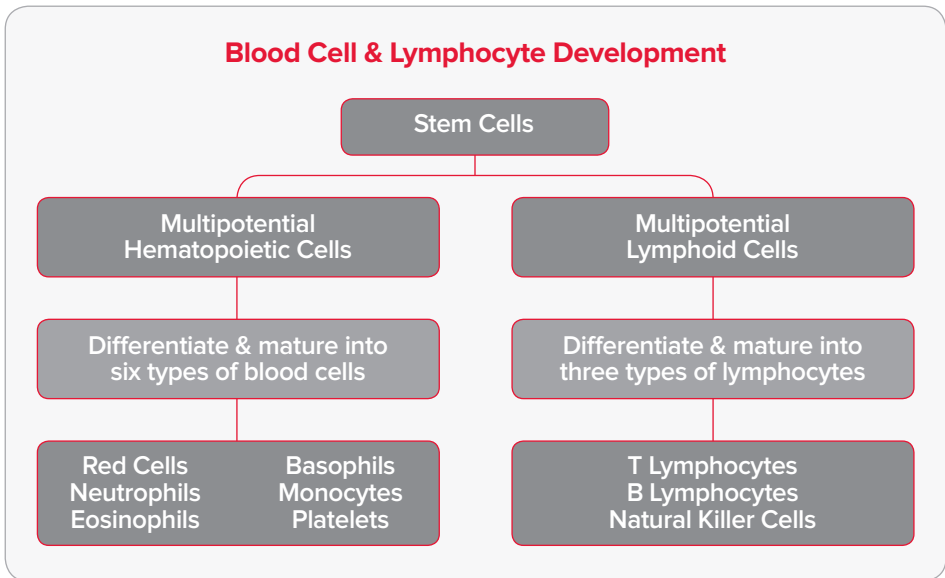 Blood Cell & Lymphocyte Development
Stem Cells
Multipotential
Hematopoietic Cells
Multipotential
Lymphoid Cells
Differentiate & mature into
six types of blood cells
Differentiate & mature into
three types of lymphocytes
Red Cells
Neutrophils
Eosinophils
Basophils
Monocytes
Platelets
T Lymphocytes
B Lymphocytes
Natural Killer Cells